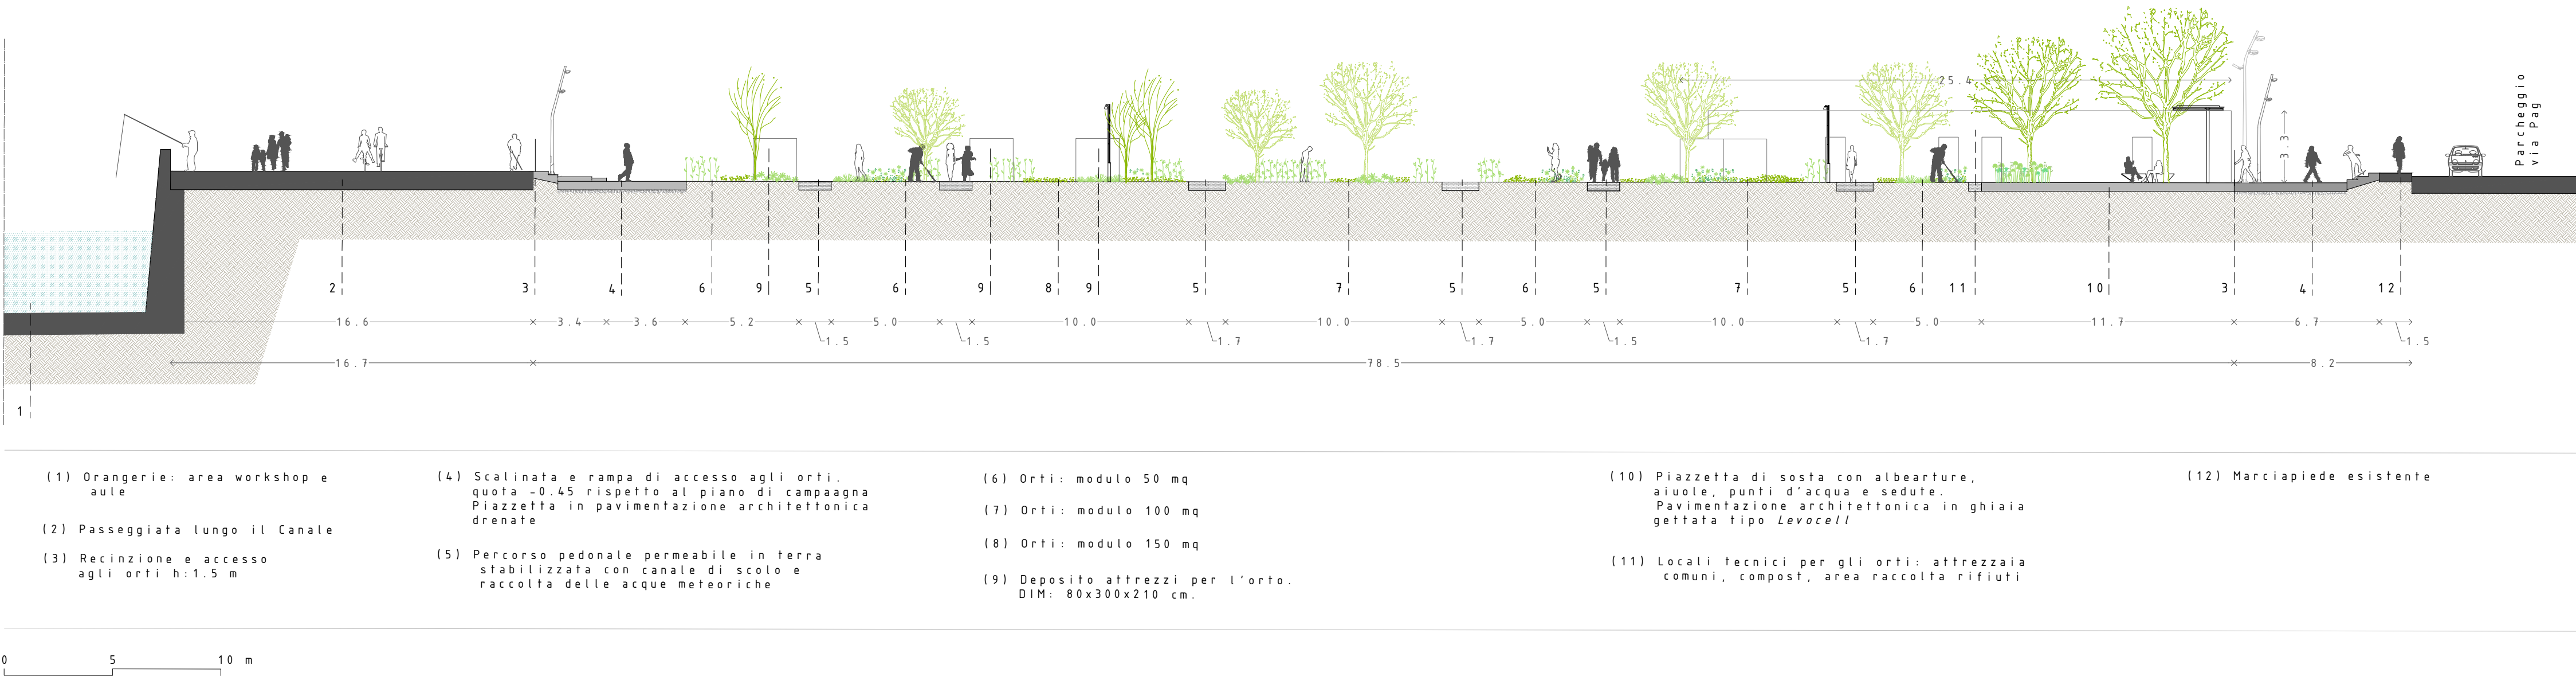 Parcheggio
via Pag
25.4
3.3
2
3
4
6
9
5
6
9
8
9
5
7
5
6
5
7
5
6
11
10
3
4
12
16.6
3.4
3.6
5.2
5.0
10.0
10.0
5.0
10.0
5.0
11.7
6.7
1.5
1.5
1.7
1.7
1.5
1.7
1.5
16.7
78.5
8.2
1
(1) Orangerie: area workshop e
aule
(2) Passeggiata lungo il Canale
(3) Recinzione e accesso
agli orti h:1.5 m
(4) Scalinata e rampa di accesso agli orti.
quota -0.45 rispetto al piano di campaagna
Piazzetta in pavimentazione architettonica
drenate
(5) Percorso pedonale permeabile in terra
stabilizzata con canale di scolo e
raccolta delle acque meteoriche
(6) Orti: modulo 50 mq
(7) Orti: modulo 100 mq
(8) Orti: modulo 150 mq
(9) Deposito attrezzi per l'orto.
DIM: 80x300x210 cm.
(10) Piazzetta di sosta con albearture,
aiuole, punti d'acqua e sedute.
Pavimentazione architettonica in ghiaia
gettata tipo Levocell
(11) Locali tecnici per gli orti: attrezzaia
comuni, compost, area raccolta rifiuti
(12) Marciapiede esistente
0 5 10 m